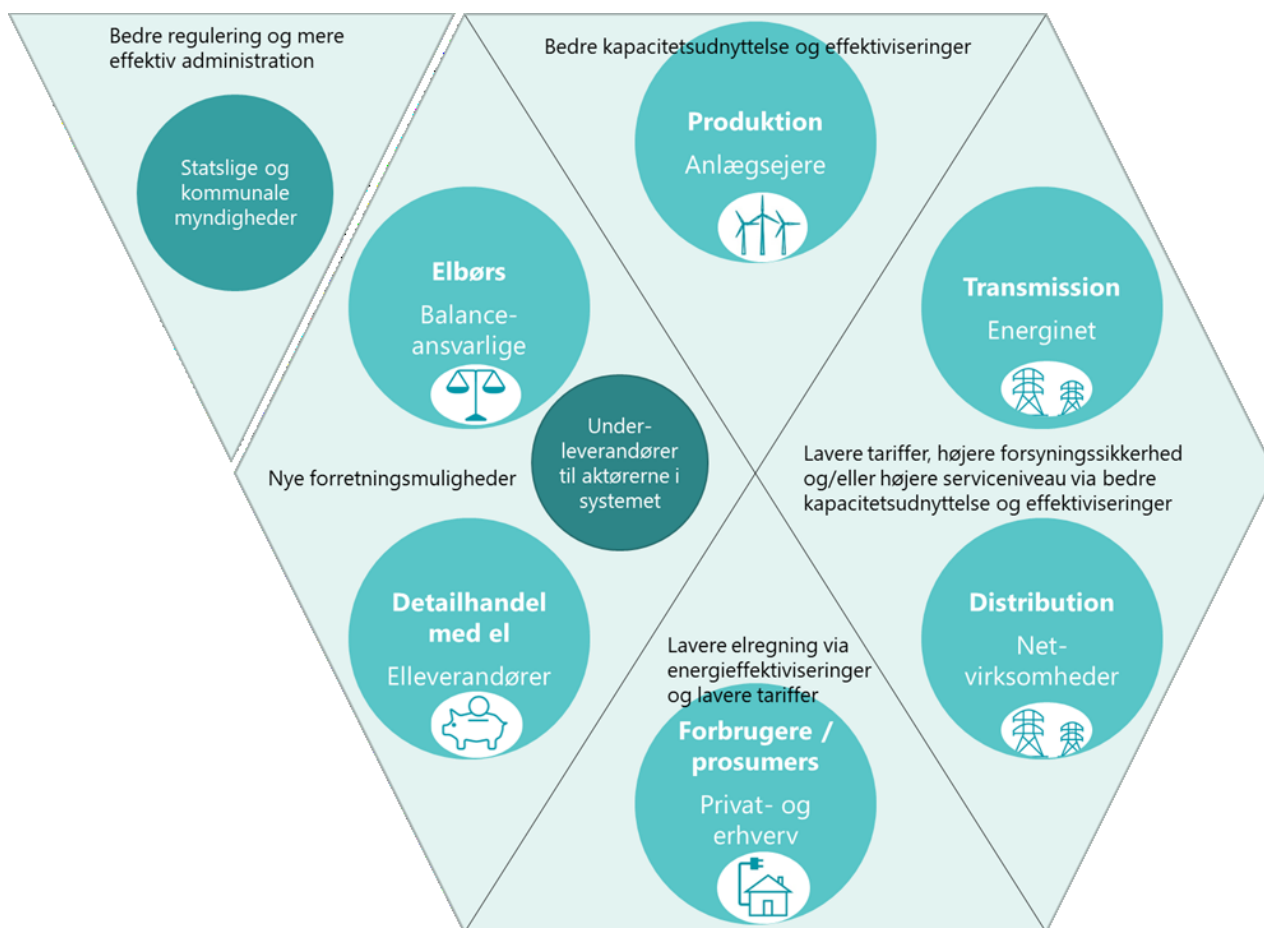 Bedre regulering og mere
effektiv administration
Statslige og
kommunale
myndigheder
Bedre kapacitetsudnyttelse og effektiviseringer
Produktion
Anlægsejere
Elbørs
Balance-
ansvarlige
Transmission
Energinet
Under-
leverandører
til aktørerne i
systemet
Nye forretningsmuligheder
Lavere tariffer, højere forsyningssikkerhed
og/eller højere serviceniveau via bedre
kapacitetsudnyttelse og effektiviseringer
Detailhandel
med el
Elleverandører
Lavere elregning via
energieffektiviseringer
og lavere tariffer
Forbrugere /
prosumers
Privat- og
erhverv
Distribution
Net-
virksomheder